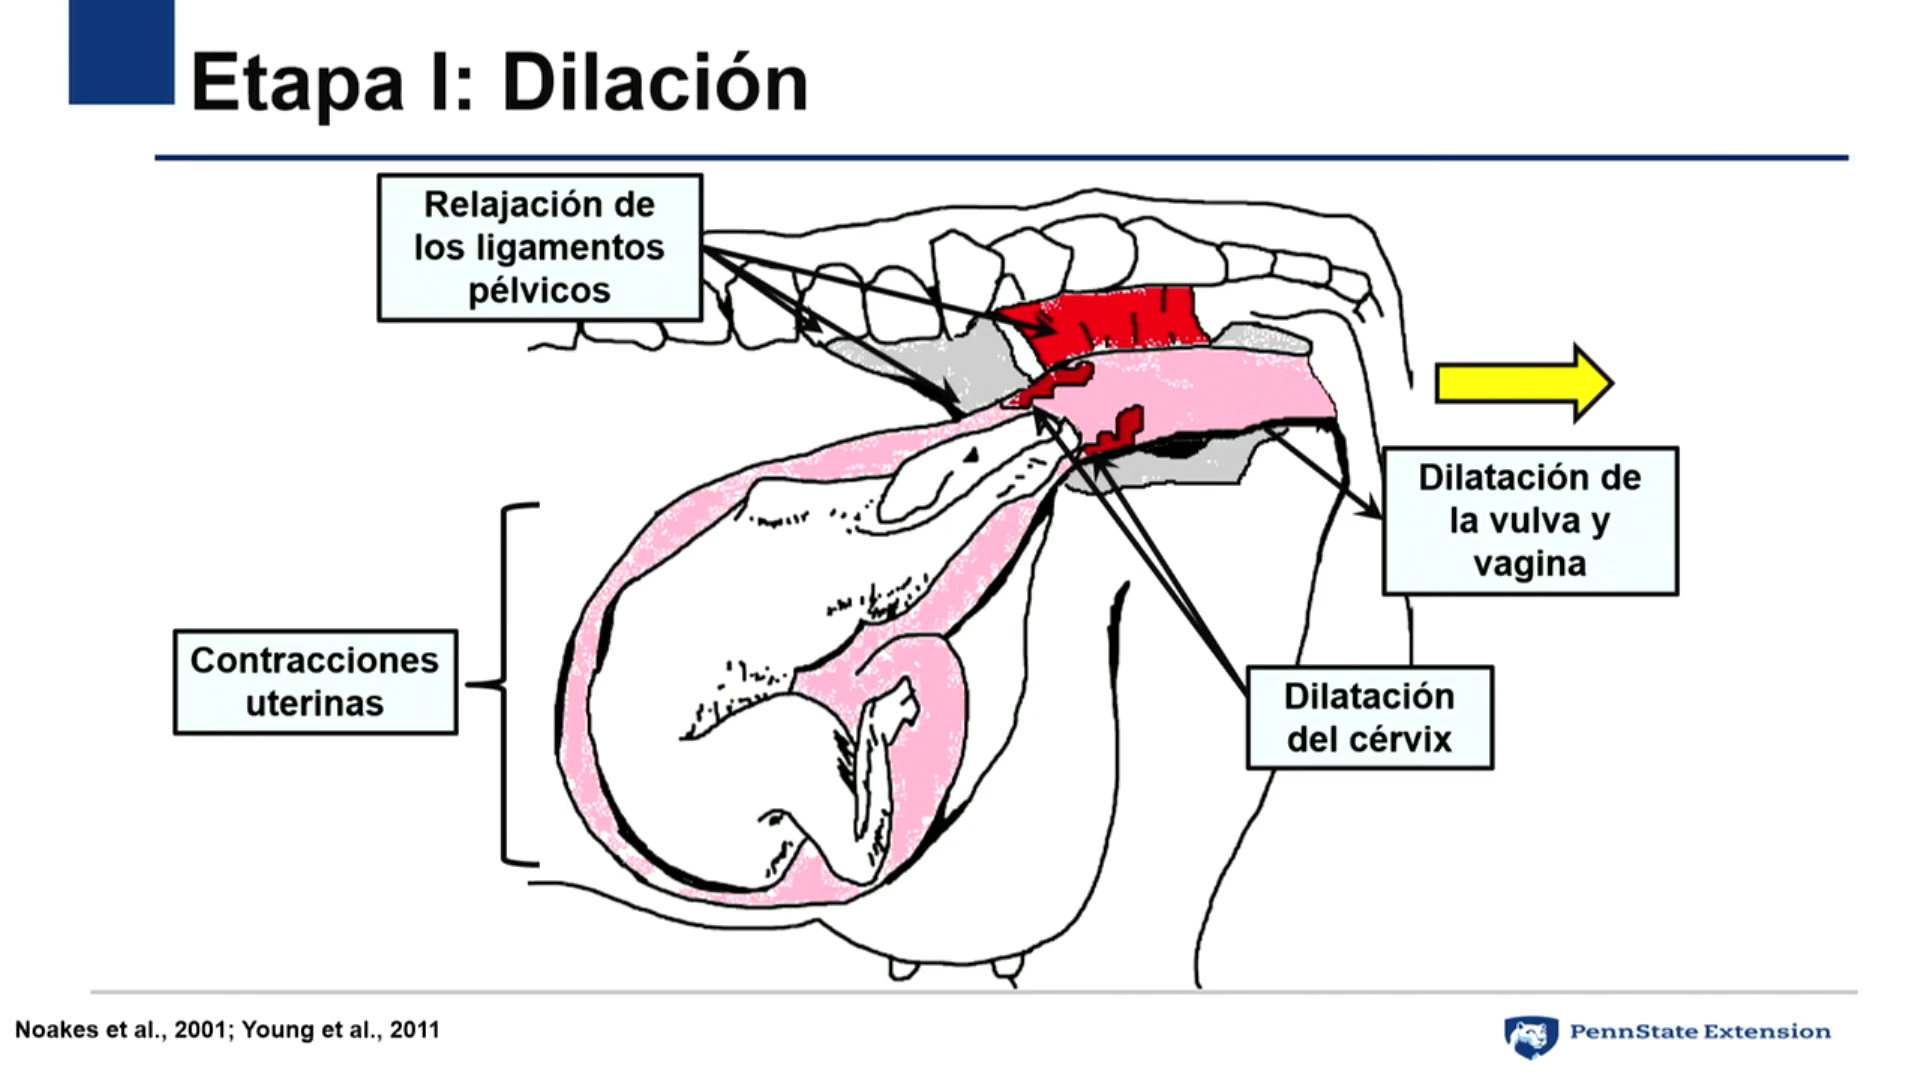 Etapa I: Dilación
Relajación de
los ligamentos
pélvicos
Dilatación de
la vulva y
vagina
Contracciones
uterinas
Dilatación
del cérvix
Noakes et al., 2001; Young et al., 2011
PennState Extension